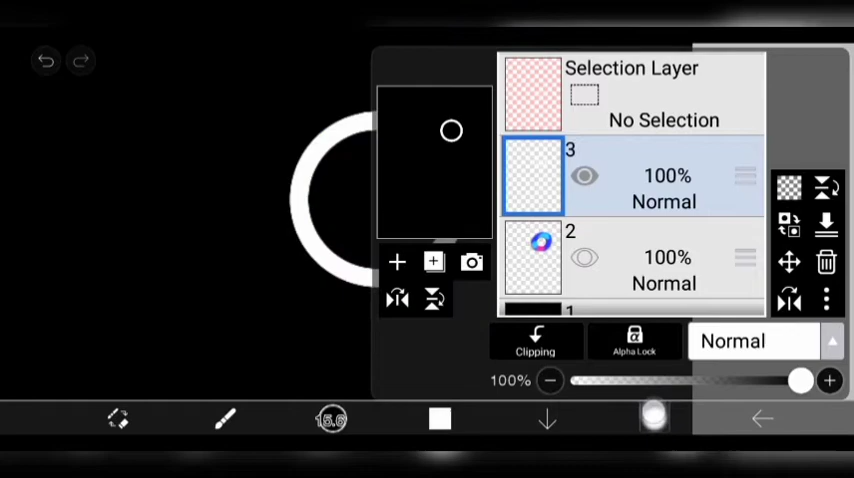 Selection Layer
No Selection
3
100%
Normal
2
100%
Normal
1
Clipping
Alpha Lock
Normal
100%
15.6